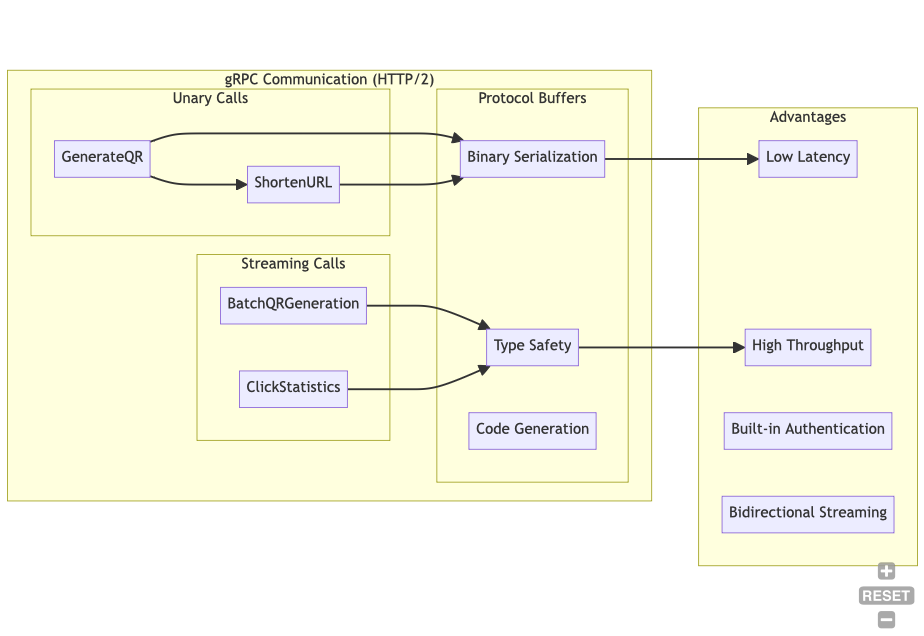 gRPC Communication (HTTP/2)
Unary Calls
GenerateQR
ShortenURL
Streaming Calls
BatchQRGeneration
ClickStatistics
Protocol Buffers
Binary Serialization
Type Safety
Code Generation
Advantages
Low Latency
High Throughput
Built-in Authentication
Bidirectional Streaming
+
RESET
−